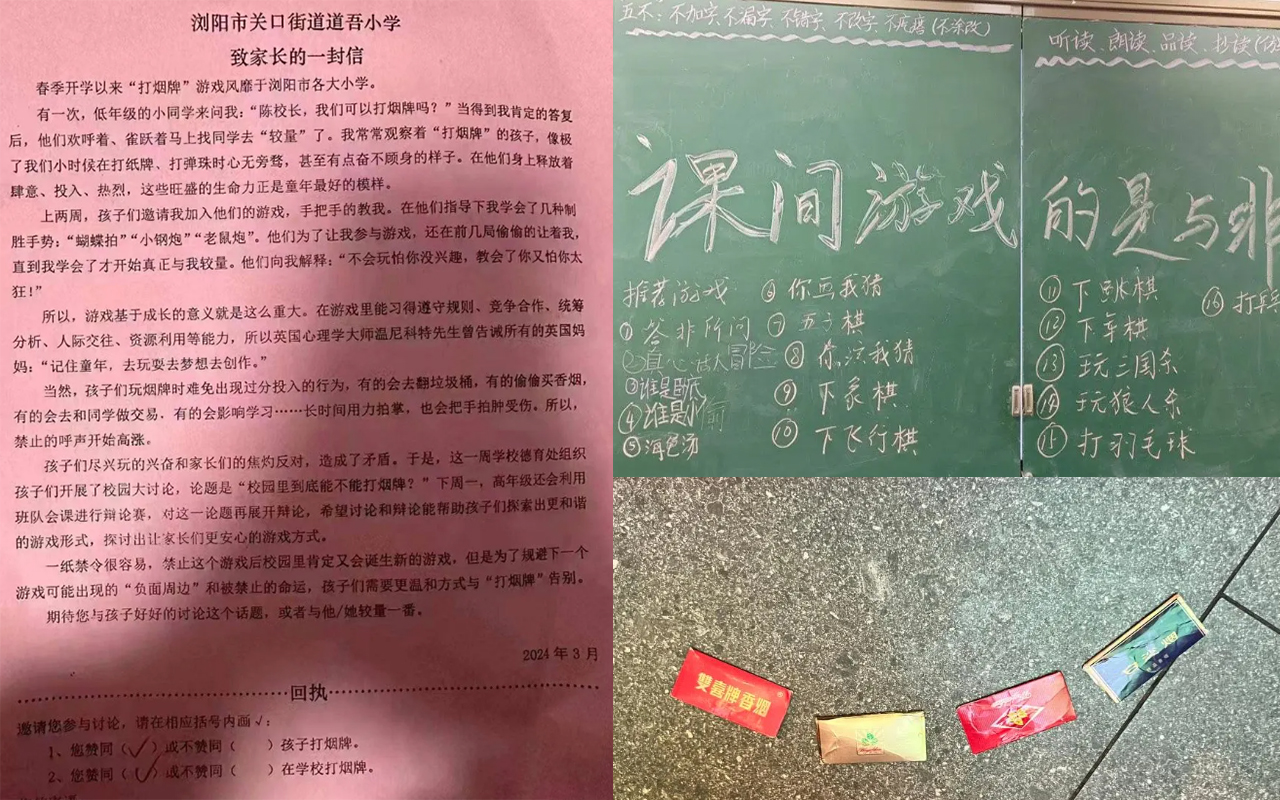 浏阳市关口街道道吾小学
致家长的一封信
春季开学以来“打烟牌”游戏风靡于浏阳市各大小学。
有一次，低年级的小同学来问我：“陈校长，我们可以打烟牌吗？”当得到我肯定的答复
后，他们欢呼着、雀跃着马上找同学去“较量”了。我常常观察着“打烟牌”的孩子，像极
了我们小时候在打纸牌、打弹珠时心无旁骛，甚至有点奋不顾身的样子。在他们身上释放着
肆意、投入、热烈，这些旺盛的生命力正是童年最好的模样。
上两周，孩子们邀请我加入他们的游戏，手把手的教我。在他们指导下我学会了几种制
胜手势：“蝴蝶拍”“小钢炮”“老鼠炮”。他们为了让我参与游戏，还在前几局偷偷的让着我，
直到我学会了才开始真正与我较量。他们向我解释：“不会玩怕你没兴趣，教会了你又怕你太
狂！”
所以，游戏基于成长的意义就是这么重大。在游戏里能习得遵守规则、竞争合作、统筹
分析、人际交往、资源利用等能力，所以英国心理学大师温尼科特先生曾告诫所有的英国妈
妈：“记住童年，去玩耍去梦想去创作。”
当然，孩子们玩烟牌时难免出现过分投入的行为，有的会去翻垃圾桶，有的偷偷买香烟，
有的会去和同学做交易．有的会影响学习……长时间用力拍掌，也会把手拍肿受伤。所以，
禁止的呼声开始高涨。
孩子们尽兴玩的兴奋和家长们的焦灼反对，造成了矛盾。于是，这一周学校德育处组织
孩子们开展了校园大讨论，论题是“校园里到底能不能打烟牌？”下周一，高年级还会利用
班队会课进行辩论赛，对这一论题再展开辩论，希望讨论和辩论能帮助孩子们探索出更和谐
的游戏形式，探讨出让家长们更安心的游戏方式。
一纸禁令很容易，禁止这个游戏后校园里肯定又会诞生新的游戏，但是为了规避下一个
游戏可能出现的“负面周边”和被禁止的命运，孩子们需要更温和方式与“打烟牌”告别。
期待您与孩子好好的讨论这个话题，或者与他/她较量一番。
2024年3月
回执
邀请您参与讨论，请在相应括号内画√：
1、您赞同（√）或不赞同（ ）孩子打烟牌。
2、您赞同（√）或不赞同（ ）在学校打烟牌。
五不：不加字、不漏字、不错字、不改字、不疤瘩（不涂改）
听读、朗读、品读、抄读
课间游戏的是与非
推荐游戏
①答非所问
②真心话大冒险
③谁是卧底
④谁是小偷
⑤海龟汤
⑥你画我猜
⑦五子棋
⑧你演我猜
⑨下象棋
⑩下飞行棋
⑪下跳棋
⑫下军棋
⑬玩三国杀
⑭玩狼人杀
⑮打羽毛球
⑯打乒
雙喜牌香烟